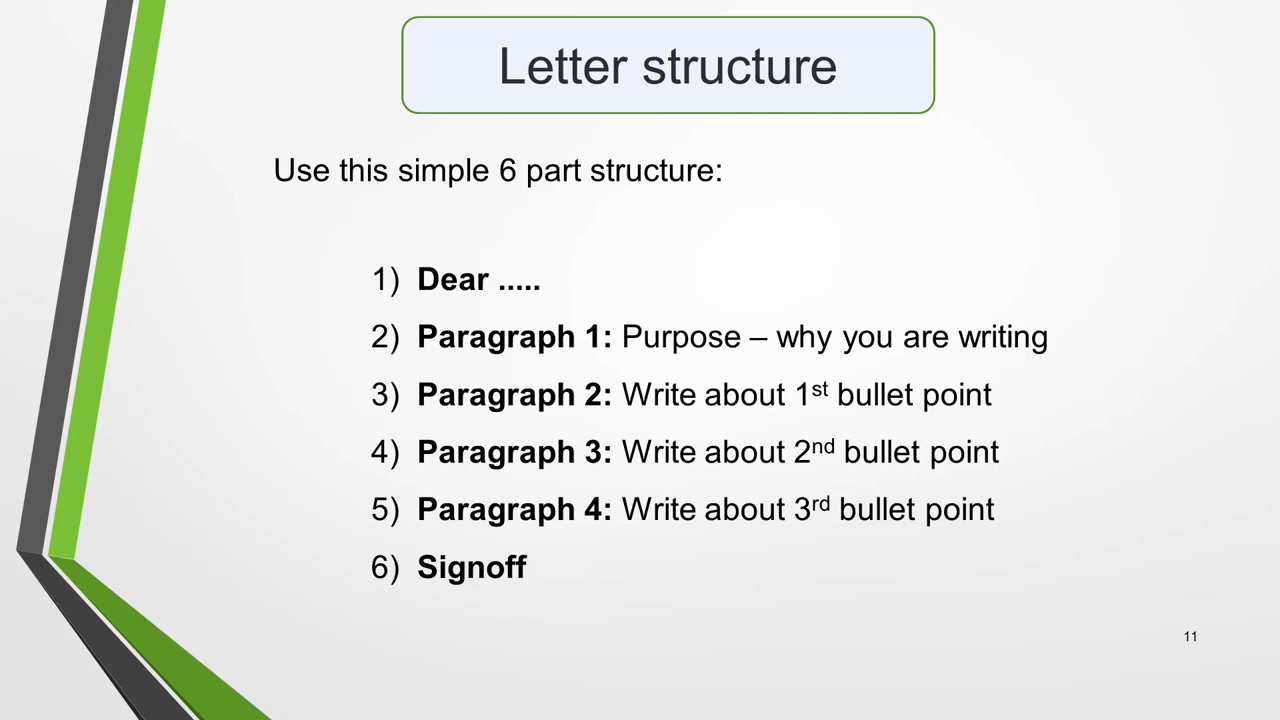 Letter structure
Use this simple 6 part structure:
1) Dear .....
2) Paragraph 1: Purpose – why you are writing
3) Paragraph 2: Write about 1st bullet point
4) Paragraph 3: Write about 2nd bullet point
5) Paragraph 4: Write about 3rd bullet point
6) Signoff
11